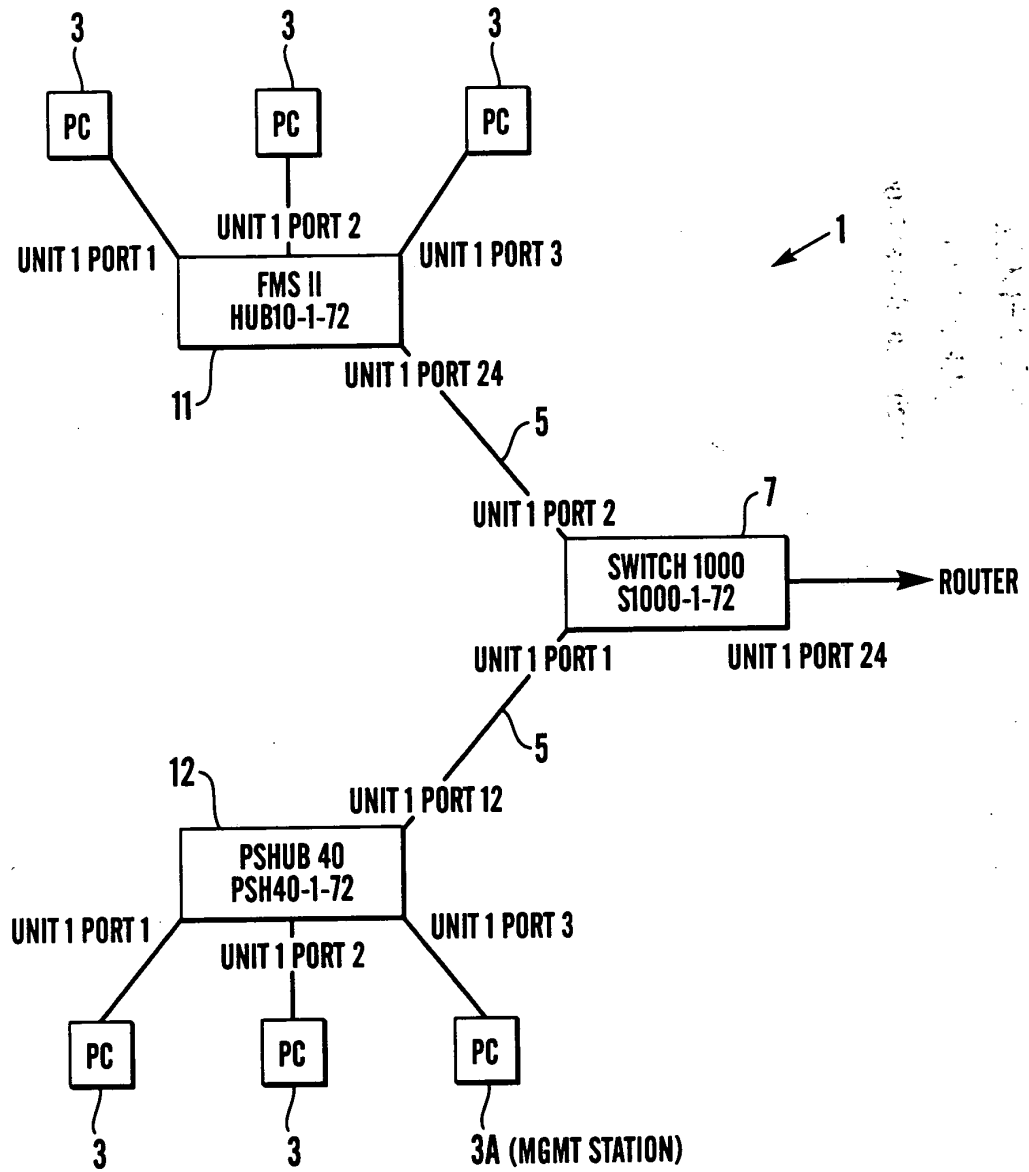 3
3
3
PC
PC
PC
UNIT 1 PORT 1
UNIT 1 PORT 2
UNIT 1 PORT 3
1
FMS II
HUB10-1-72
11
UNIT 1 PORT 24
5
UNIT 1 PORT 2
7
SWITCH 1000
S1000-1-72
ROUTER
UNIT 1 PORT 1
UNIT 1 PORT 24
5
12
UNIT 1 PORT 12
PSHUB 40
PSH40-1-72
UNIT 1 PORT 1
UNIT 1 PORT 2
UNIT 1 PORT 3
PC
PC
PC
3
3
3A (MGMT STATION)